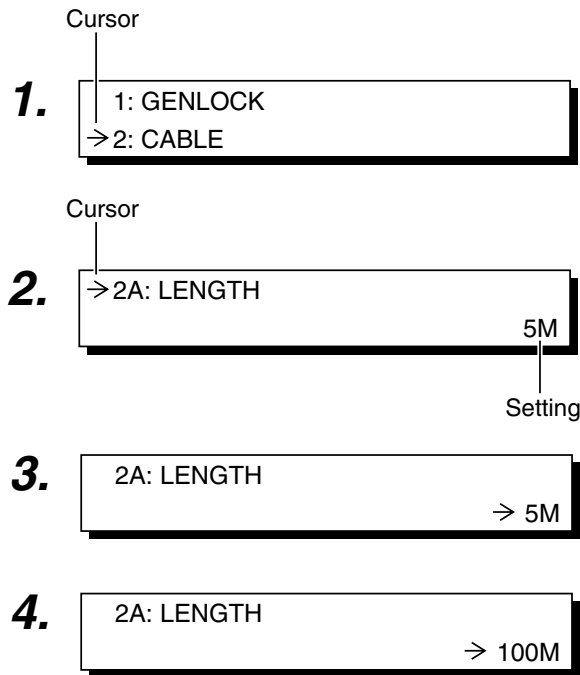 Cursor
1.
1: GENLOCK
→2: CABLE
Cursor
2.
→2A: LENGTH
5M
Setting
3.
2A: LENGTH
→ 5M
4.
2A: LENGTH
→ 100M